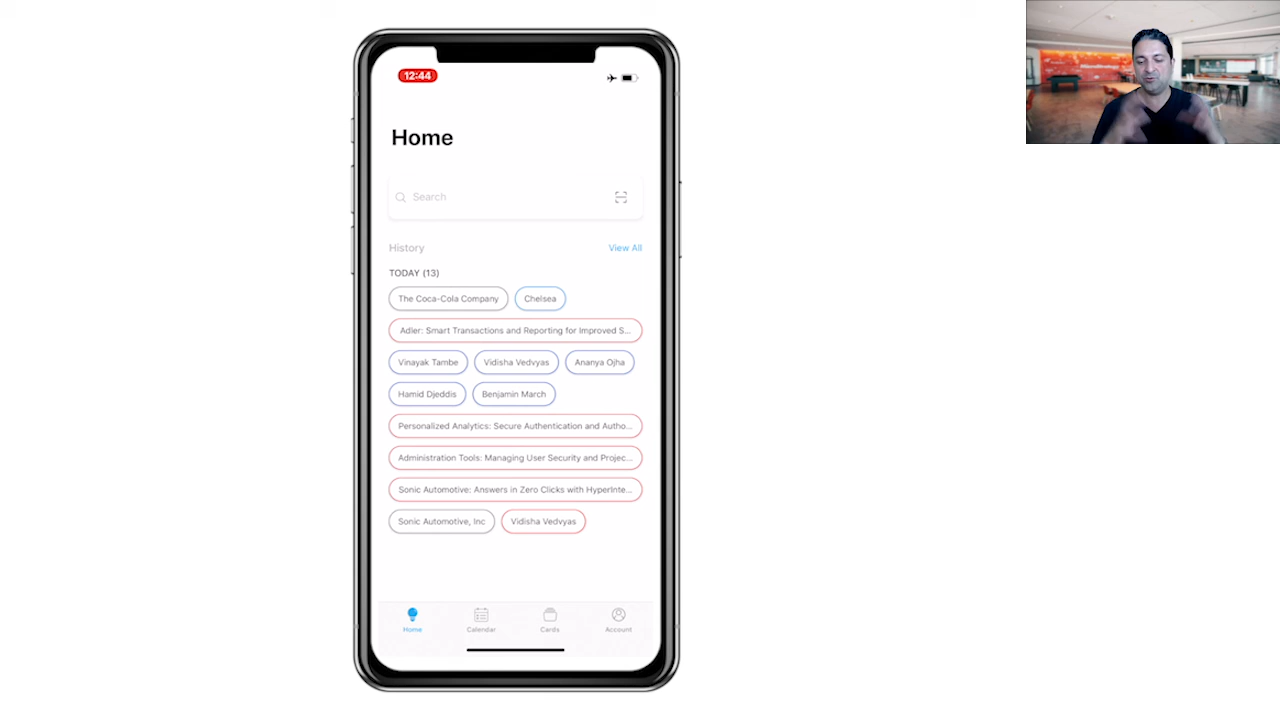 12:44
Home
Search
History View All
TODAY (13)
The Coca-Cola Company Chelsea
Adler: Smart Transactions and Reporting for Improved S...
Vinayak Tambe Vidisha Vedvyas Ananya Ojha
Hamid Djeddis Benjamin March
Personalized Analytics: Secure Authentication and Autho...
Administration Tools: Managing User Security and Projec...
Sonic Automotive: Answers in Zero Clicks with HyperInte...
Sonic Automotive, Inc Vidisha Vedvyas
Home Calendar Cards Account